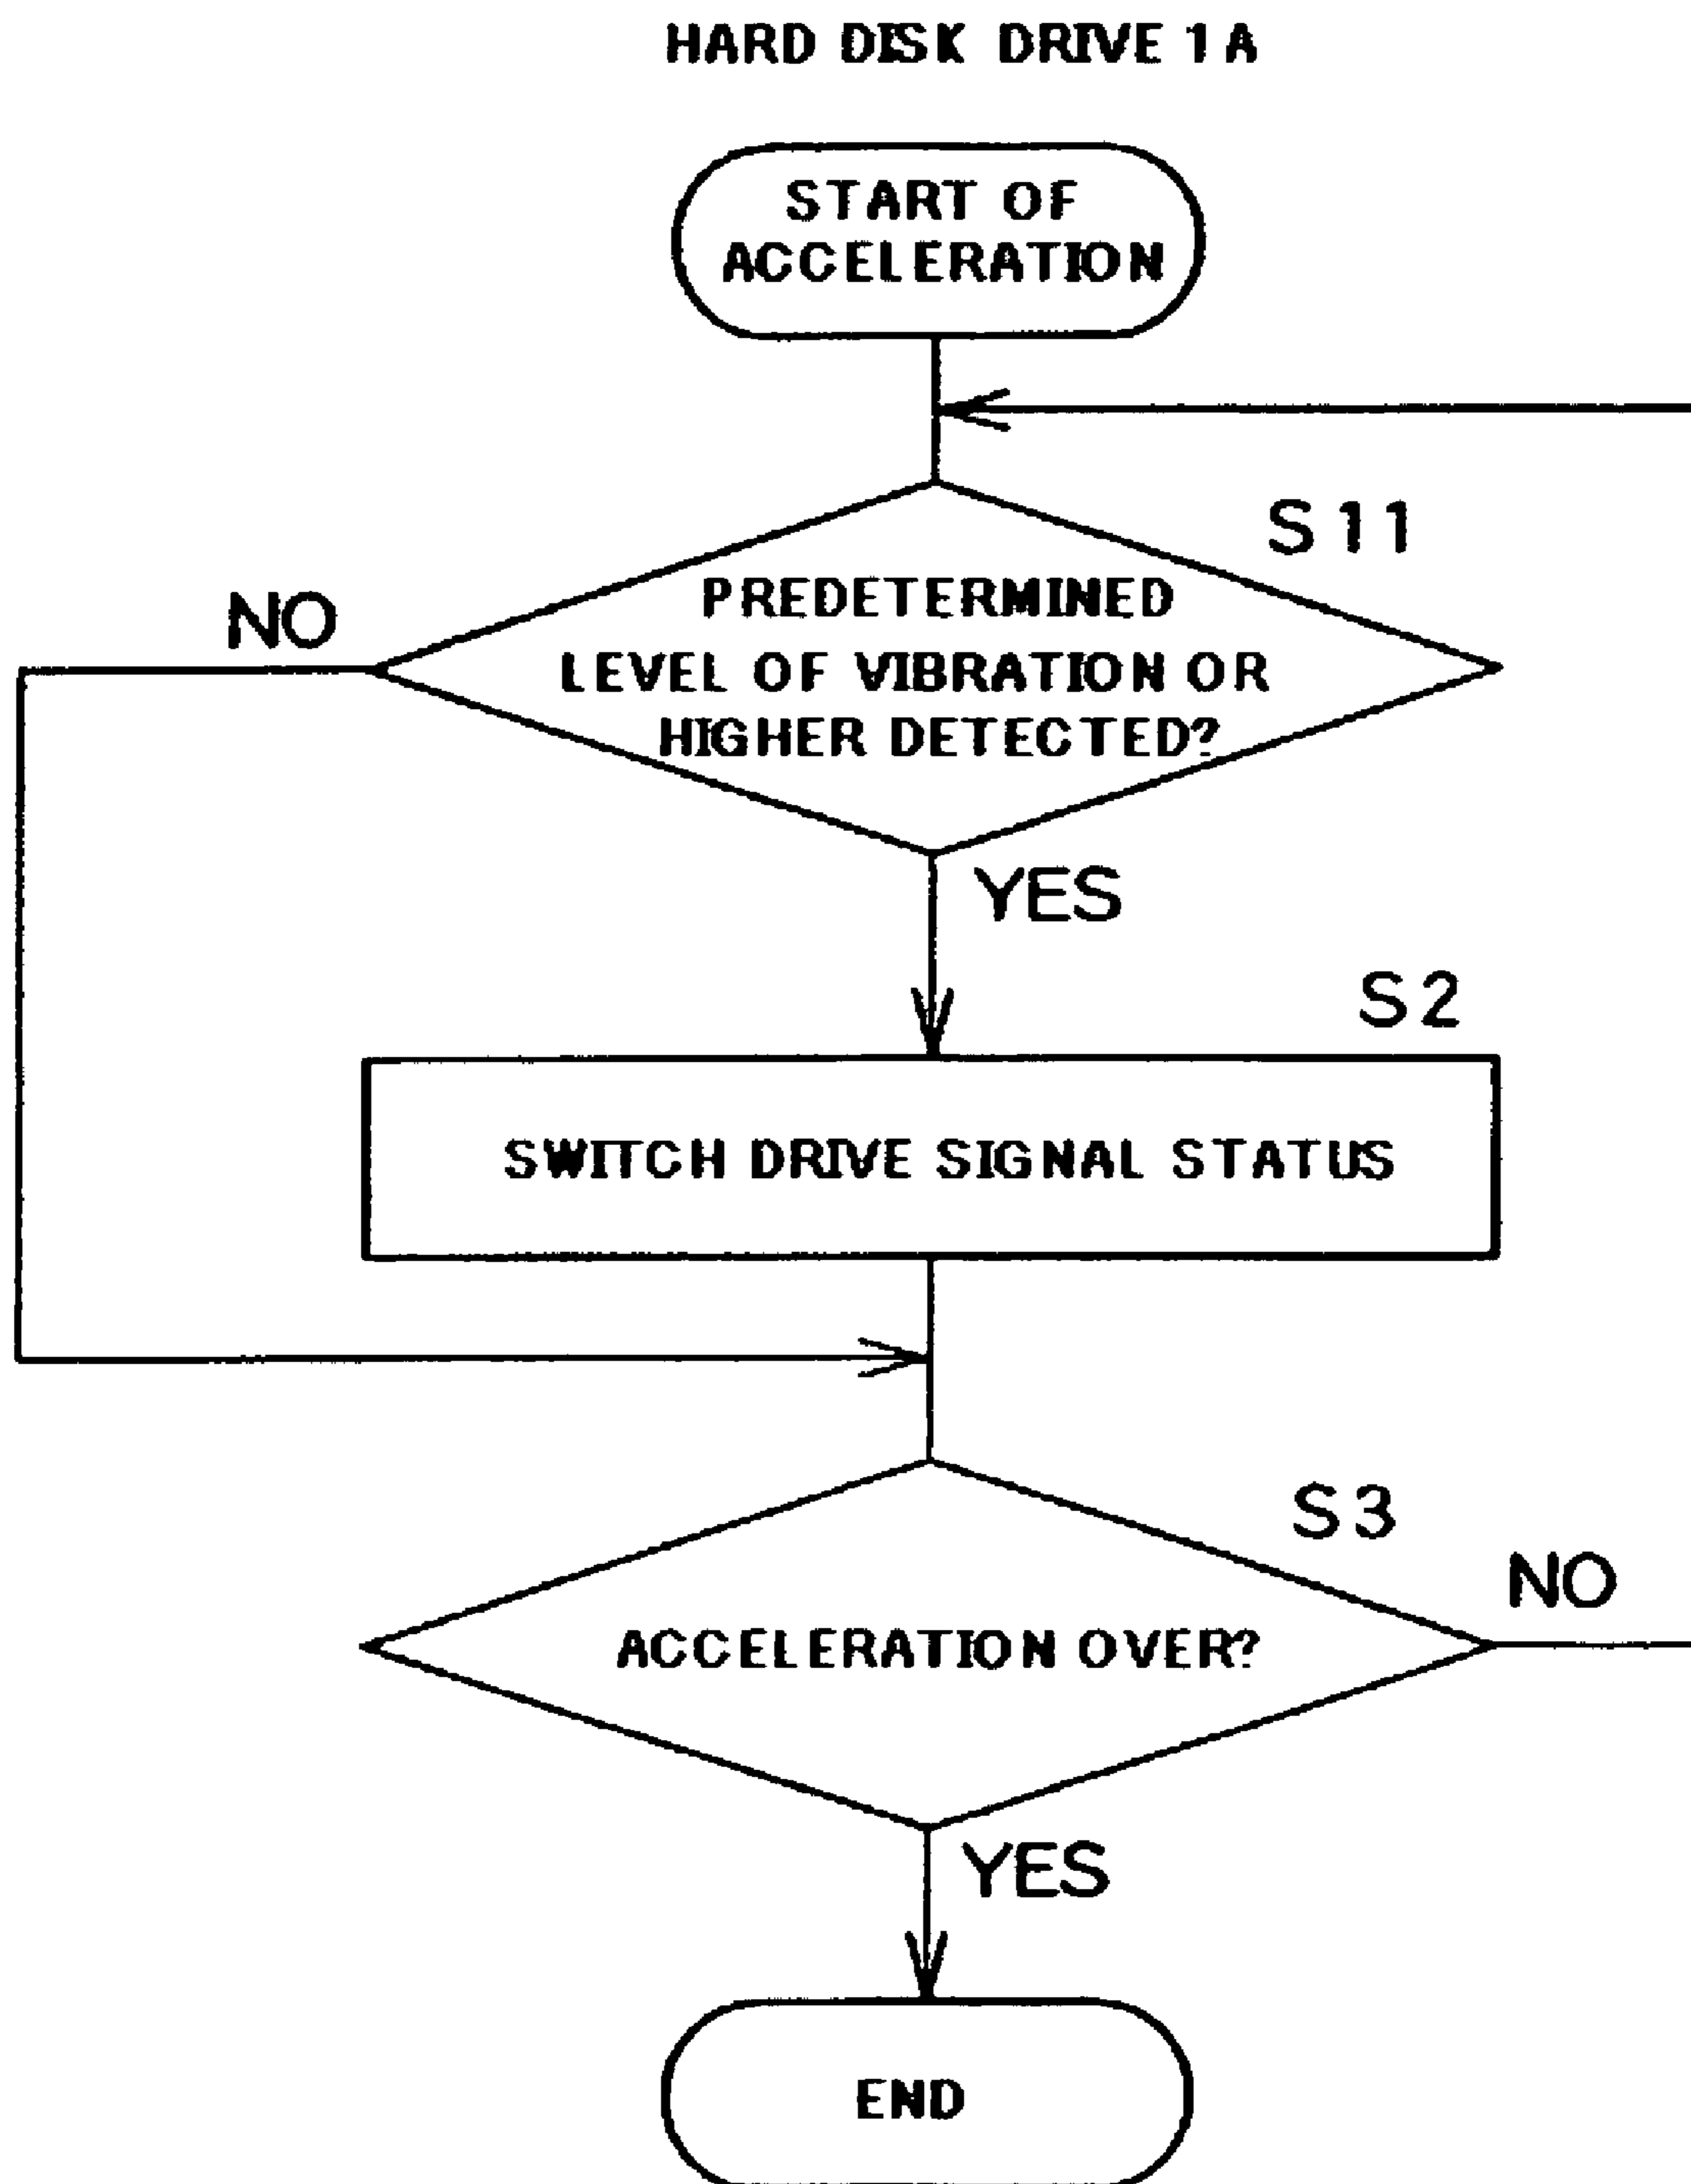 HARD DISK DRIVE 1A
START OF
ACCELERATION
S11
NO
PREDETERMINED
LEVEL OF VIBRATION OR
HIGHER DETECTED?
YES
S2
SWITCH DRIVE SIGNAL STATUS
S3
NO
ACCELERATION OVER?
YES
END